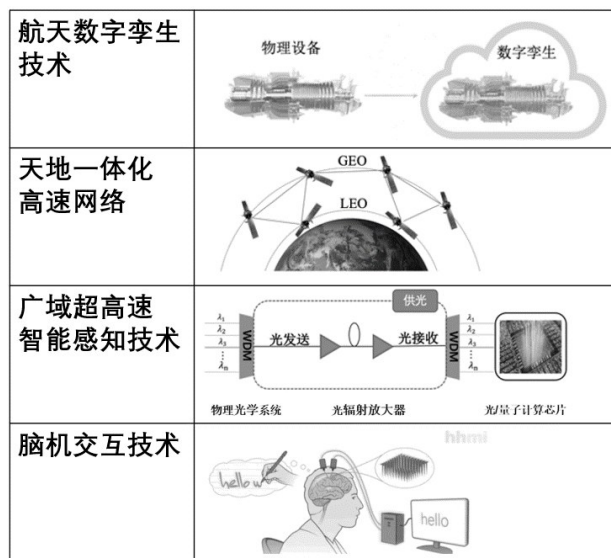 航天数字孪生
技术
物理设备
数字孪生
天地一体化
高速网络
GEO
LEO
广域超高速
智能感知技术
供光
λ1
λ2
λ3
λn
WDM
光发送
光接收
WDM
λ1
λ2
λ3
λn
物理光学系统
光辐射放大器
光/量子计算芯片
脑机交互技术
hhmi
hello w
hello